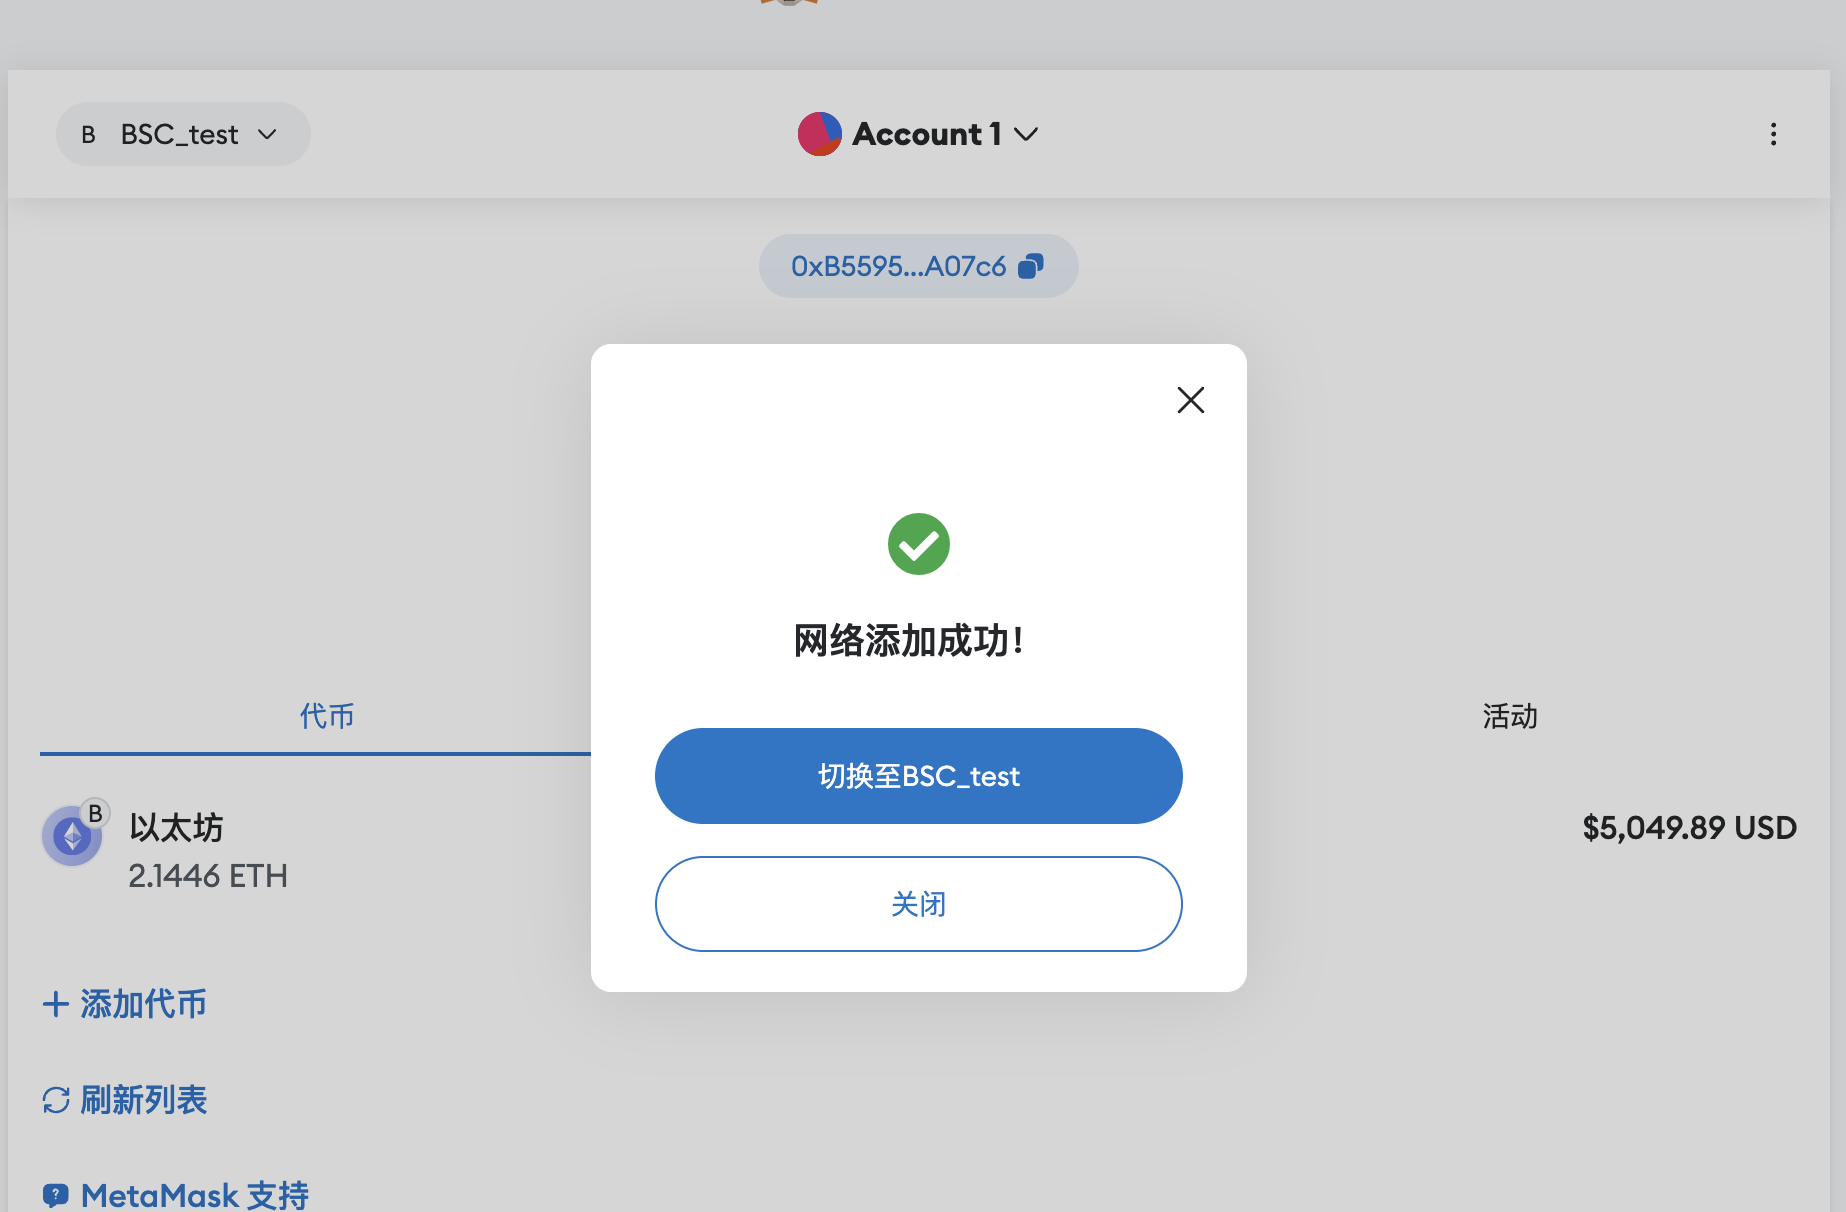 B BSC_test
Account 1
0xB5595...A07c6
网络添加成功!
代币
活动
切换至BSC_test
B
以太坊
$5,049.89 USD
2.1446 ETH
关闭
添加代币
刷新列表
MetaMask 支持